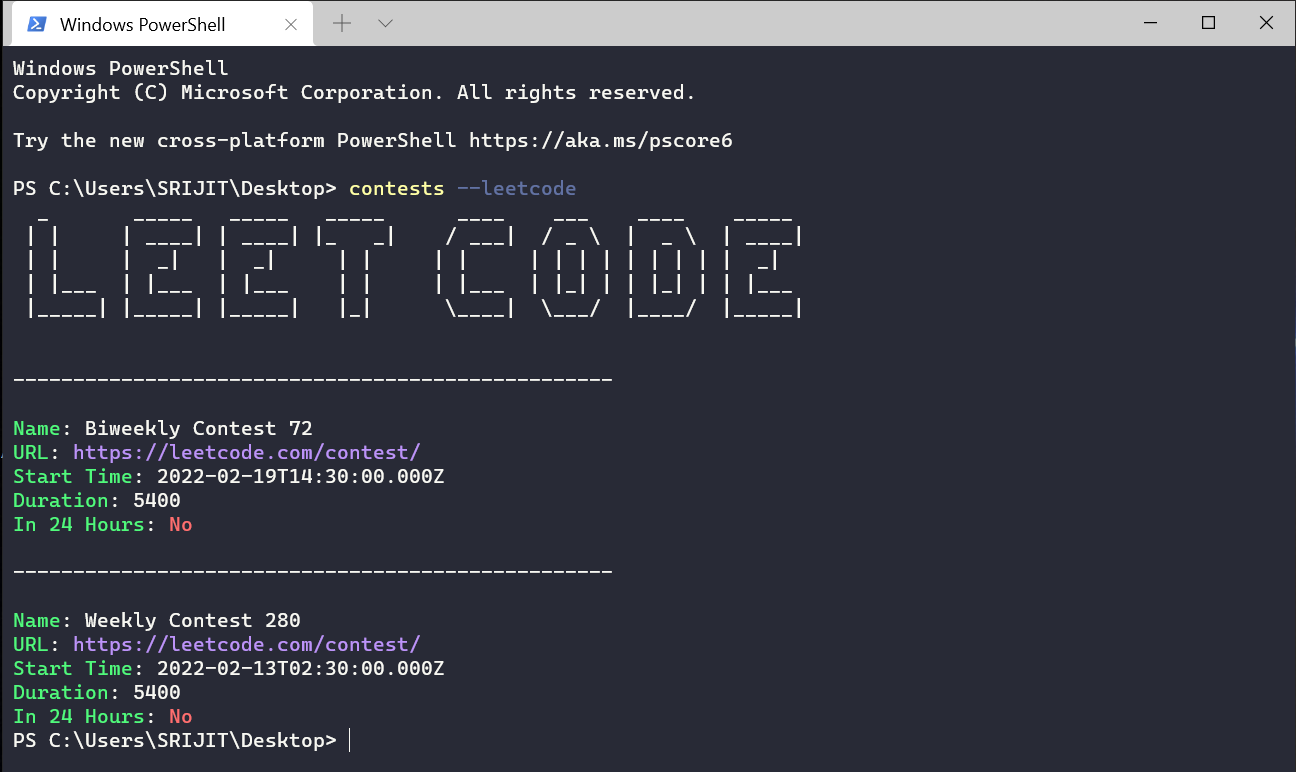 Windows PowerShell
Windows PowerShell
Copyright (C) Microsoft Corporation. All rights reserved.
Try the new cross-platform PowerShell https://aka.ms/pscore6
PS C:\Users\SRIJIT\Desktop> contests --leetcode
LEET CODE
--------------------------------------------------
Name: Biweekly Contest 72
URL: https://leetcode.com/contest/
Start Time: 2022-02-19T14:30:00.000Z
Duration: 5400
In 24 Hours: No
--------------------------------------------------
Name: Weekly Contest 280
URL: https://leetcode.com/contest/
Start Time: 2022-02-13T02:30:00.000Z
Duration: 5400
In 24 Hours: No
PS C:\Users\SRIJIT\Desktop>